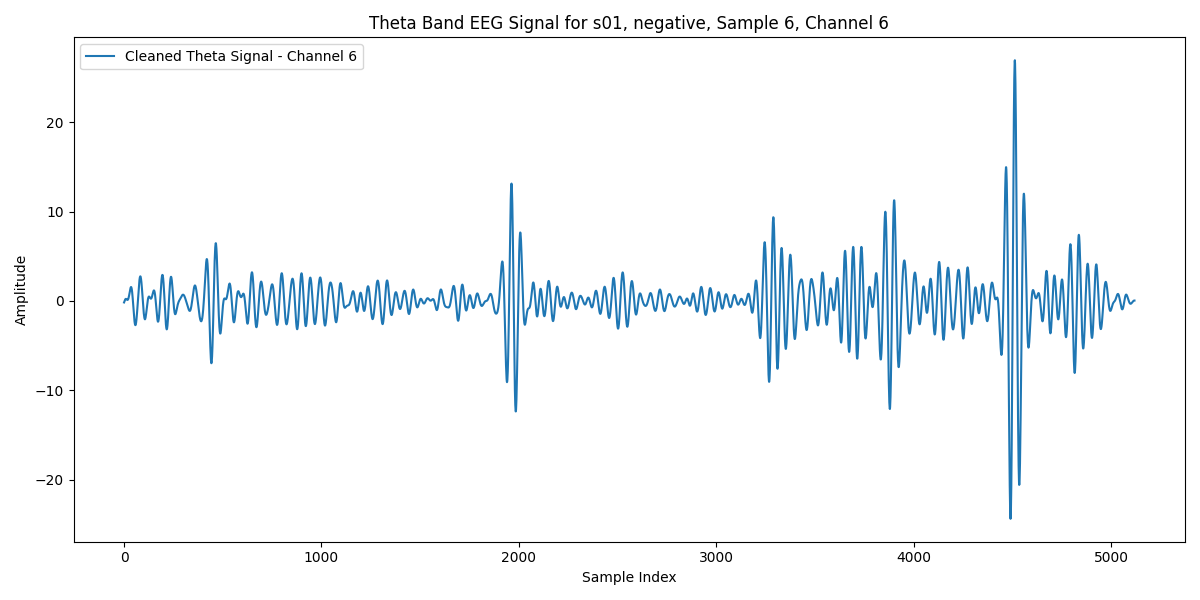 Theta Band EEG Signal for s01, negative, Sample 6, Channel 6
Cleaned Theta Signal - Channel 6
20
10
0
−10
−20
Amplitude
0 1000 2000 3000 4000 5000
Sample Index